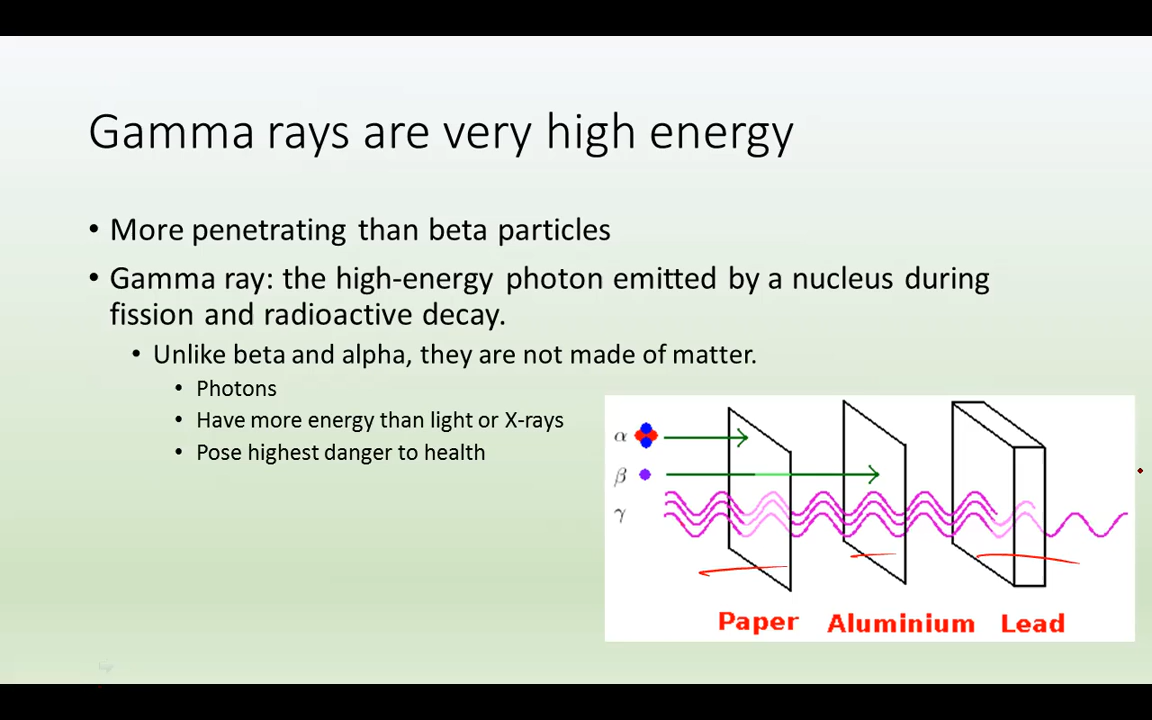 Gamma rays are very high energy
• More penetrating than beta particles
• Gamma ray: the high-energy photon emitted by a nucleus during
fission and radioactive decay.
• Unlike beta and alpha, they are not made of matter.
• Photons
• Have more energy than light or X-rays
• Pose highest danger to health
α
β
γ
Paper Aluminium Lead